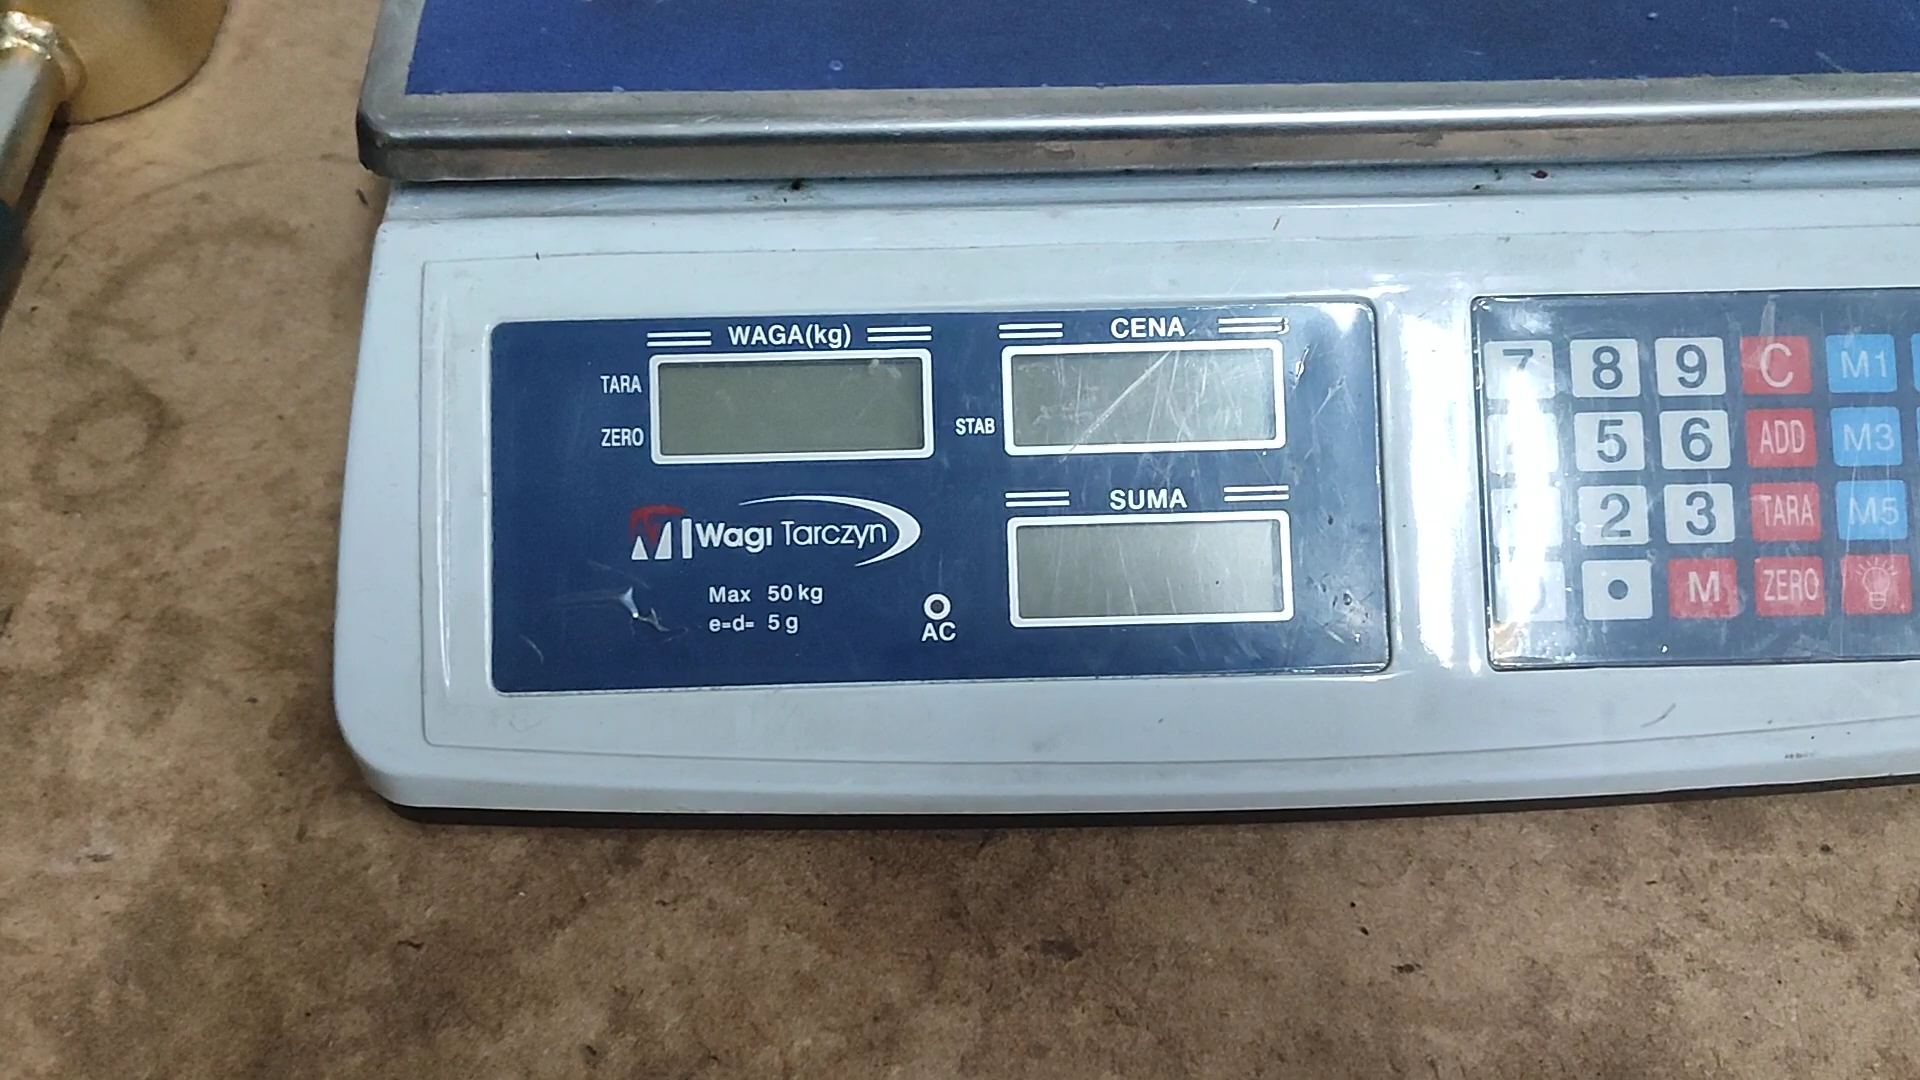 WAGA(kg)
CENA
TARA
ZERO
STAB
SUMA
Wagi Tarczyn
Max 50 kg
e=d= 5 g
AC
7 8 9 C M1
5 6 ADD M3
2 3 TARA M5
• M ZERO